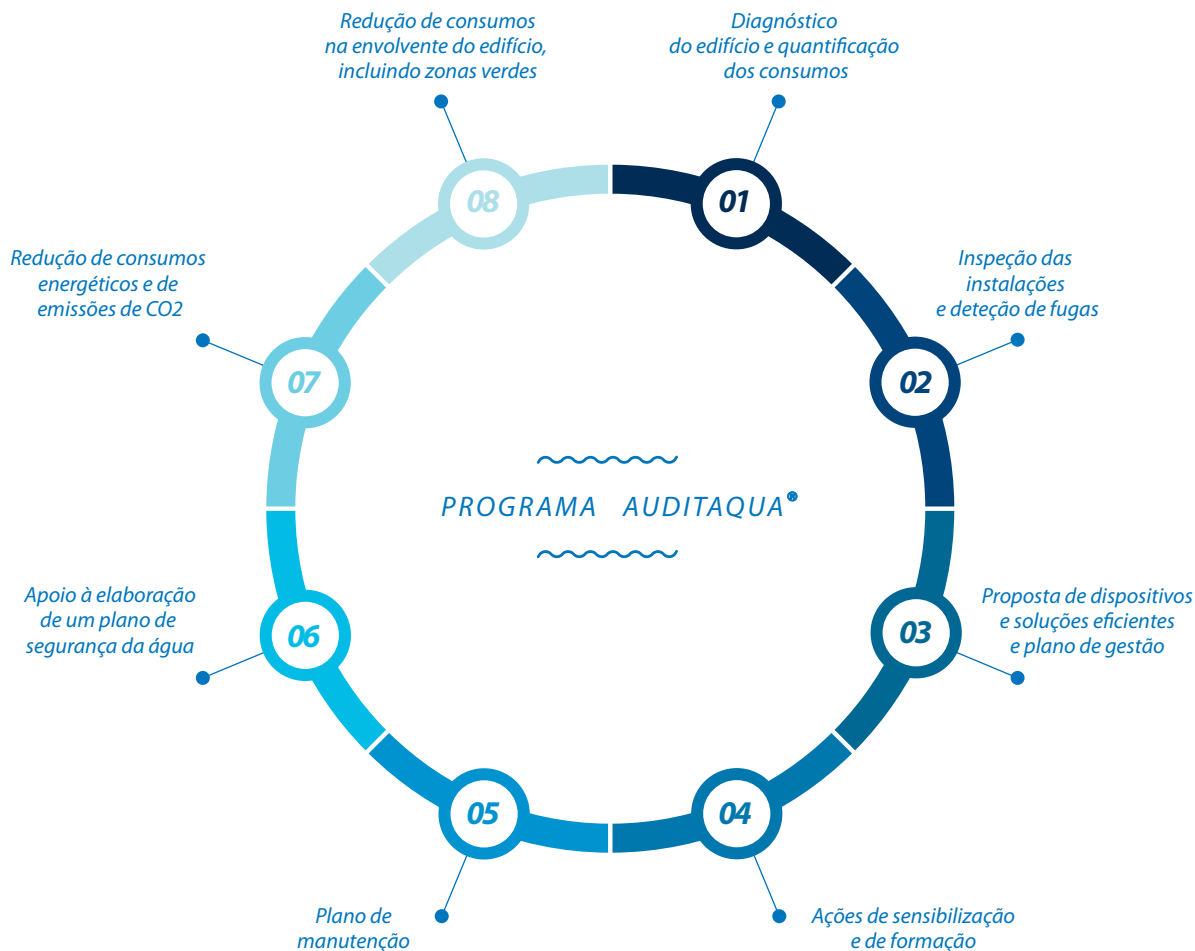 Redução de consumos
na envolvente do edifício,
incluindo zonas verdes
08
Diagnóstico
do edifício e quantificação
dos consumos
01
Inspeção das
instalações
e deteção de fugas
02
Proposta de dispositivos
e soluções eficientes
e plano de gestão
03
Ações de sensibilização
e de formação
04
Plano de
manutenção
05
Apoio à elaboração
de um plano de
segurança da água
06
Redução de consumos
energéticos e de
emissões de CO2
07
PROGRAMA AUDITAQUA®